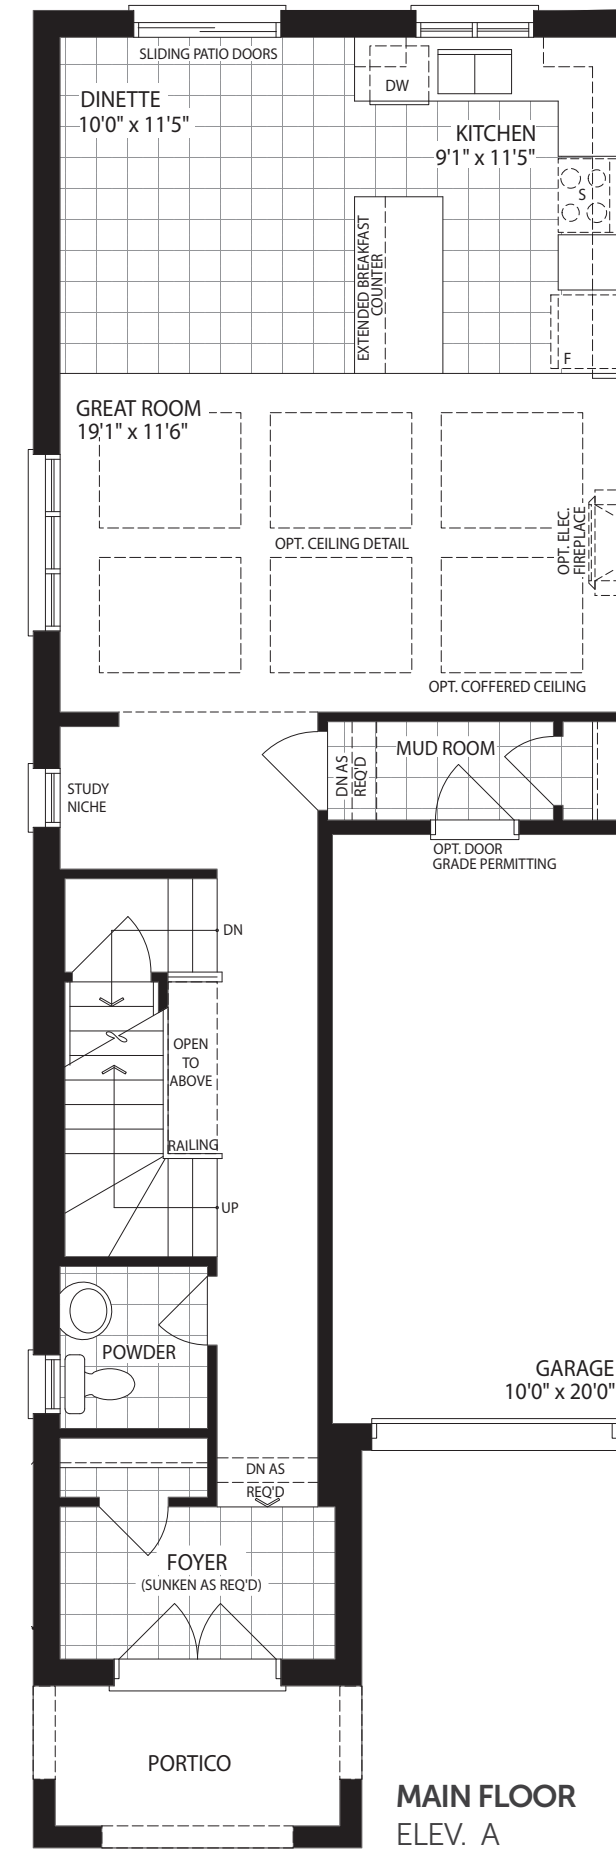 SLIDING PATIO DOORS
DINETTE
10'0" x 11'5"
DW
KITCHEN
9'1" x 11'5"
S
EXTENDED BREAKFAST
COUNTER
F
GREAT ROOM
19'1" x 11'6"
OPT. CEILING DETAIL
OPT. ELEC.
FIREPLACE
OPT. COFFERED CEILING
STUDY
NICHE
DN AS
REQ'D
MUD ROOM
OPT. DOOR
GRADE PERMITTING
DN
OPEN
TO
ABOVE
RAILING
UP
POWDER
GARAGE
10'0" x 20'0"
DN AS
REQ'D
FOYER
(SUNKEN AS REQ'D)
PORTICO
MAIN FLOOR
ELEV. A